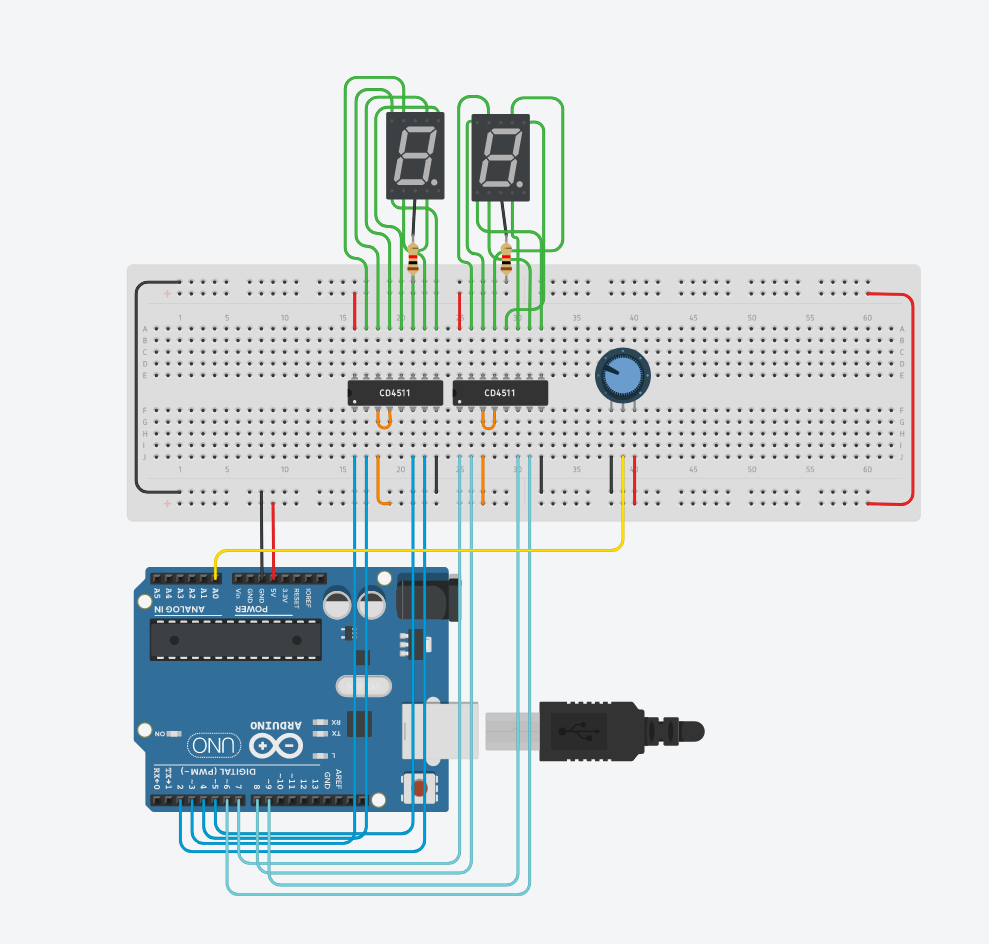 +
1 5 10 15 20 25 30 35 40 45 50 55 60
A A
B B
C C
D D
E E
CD4511 CD4511
F F
G G
H H
I I
J J
1 5 10 15 20 25 30 35 40 45 50 55 60
+
A5 A4 A3 A2 A1 A0 Vin GND GND 5V 3.3V RESET IOREF
ANALOG IN POWER
RX
TX
L
ON
ARDUINO
UNO
DIGITAL (PWM~)
RX←0 TX→1 2 ~3 4 ~5 ~6 7 8 ~9 ~10 ~11 12 13 GND AREF